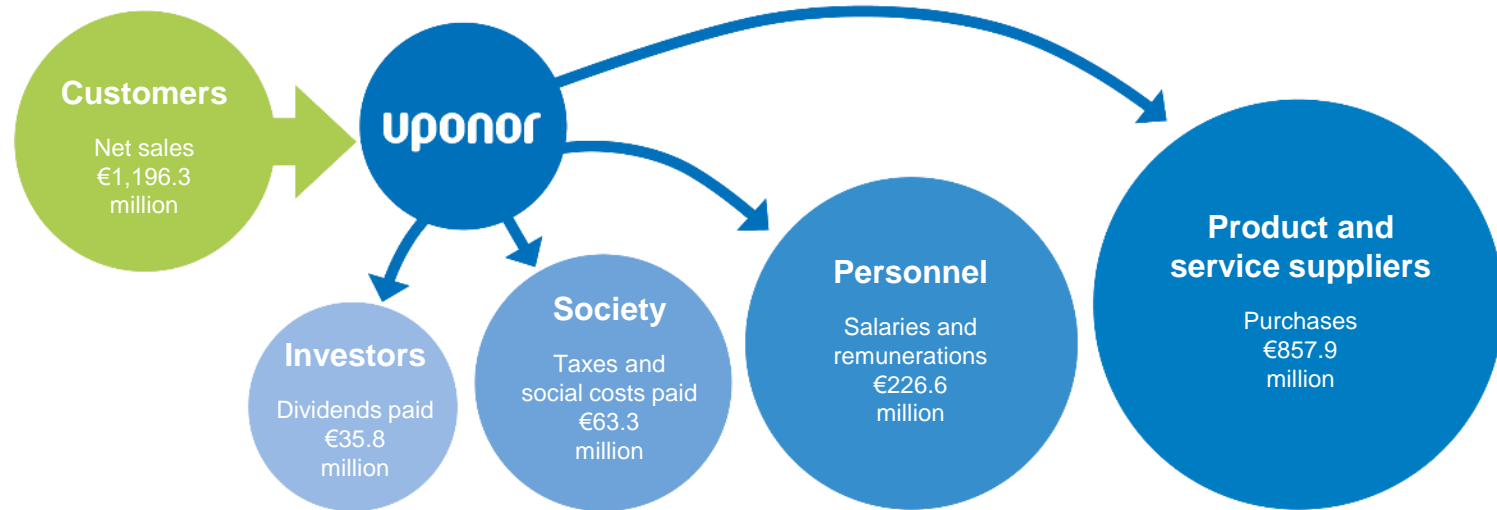 Customers
Net sales
€1,196.3
million
uponor
Investors
Dividends paid
€35.8
million
Society
Taxes and
social costs paid
€63.3
million
Personnel
Salaries and
remunerations
€226.6
million
Product and
service suppliers
Purchases
€857.9
million